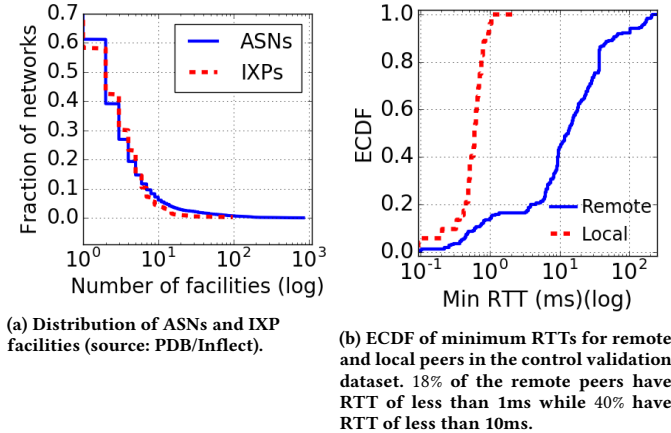 0.7
0.6
0.5
0.4
0.3
0.2
0.1
0.0
Fraction of networks
ASNs
IXPs
10^0 10^1 10^2 10^3
Number of facilities (log)
(a) Distribution of ASNs and IXP
facilities (source: PDB/Inflect).
1.0
0.8
0.6
0.4
0.2
0.0
ECDF
Remote
Local
10^-1 10^0 10^1 10^2
Min RTT (ms)(log)
(b) ECDF of minimum RTTs for remote
and local peers in the control validation
dataset. 18% of the remote peers have
RTT of less than 1ms while 40% have
RTT of less than 10ms.